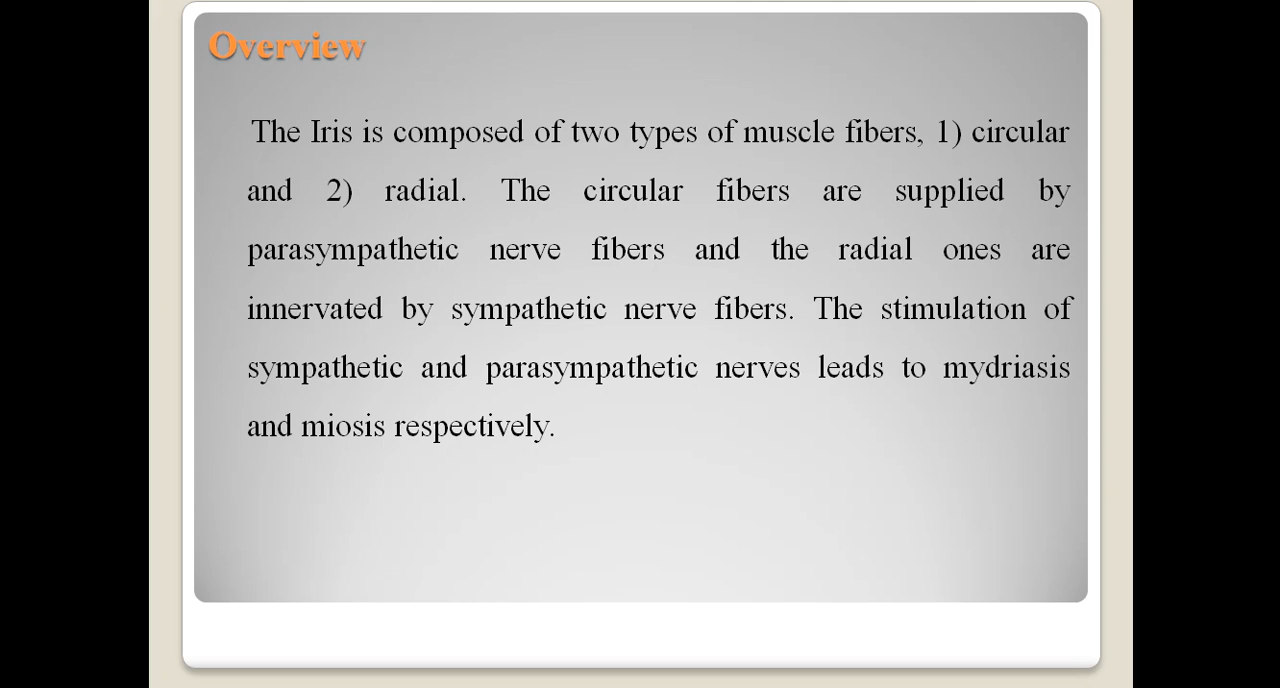 Overview
The Iris is composed of two types of muscle fibers, 1) circular
and 2) radial. The circular fibers are supplied by
parasympathetic nerve fibers and the radial ones are
innervated by sympathetic nerve fibers. The stimulation of
sympathetic and parasympathetic nerves leads to mydriasis
and miosis respectively.